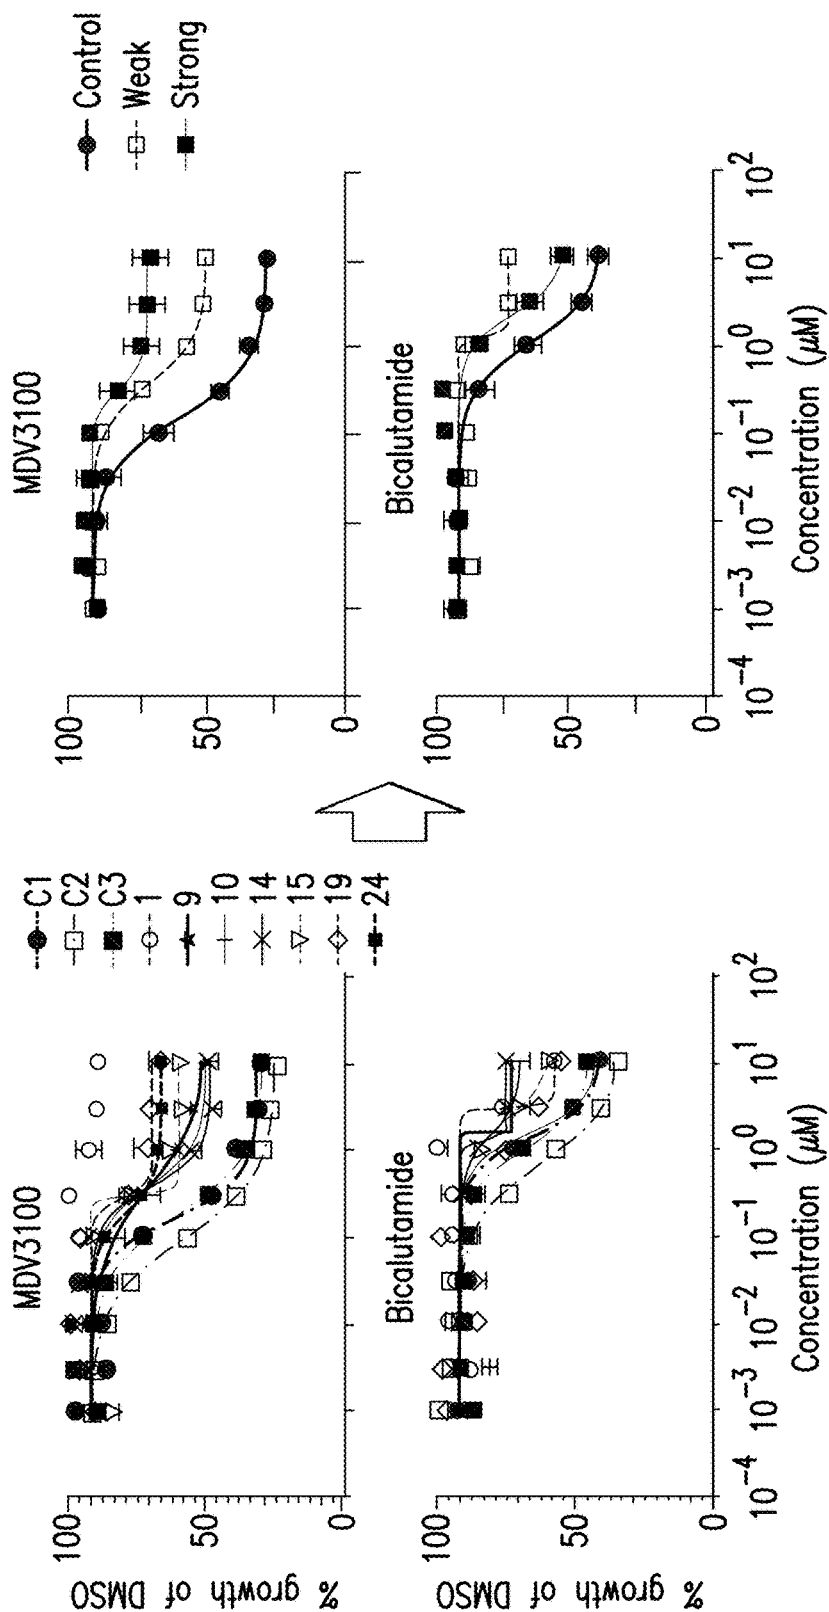 MDV3100
100
50
0
% growth of DMSO
C1
C2
C3
1
9
10
14
15
19
24
Bicalutamide
100
50
0
% growth of DMSO
10^-4 10^-3 10^-2 10^-1 10^0 10^1 10^2
Concentration (μM)
MDV3100
100
50
0
Control
Weak
Strong
Bicalutamide
100
50
0
10^-4 10^-3 10^-2 10^-1 10^0 10^1 10^2
Concentration (μM)